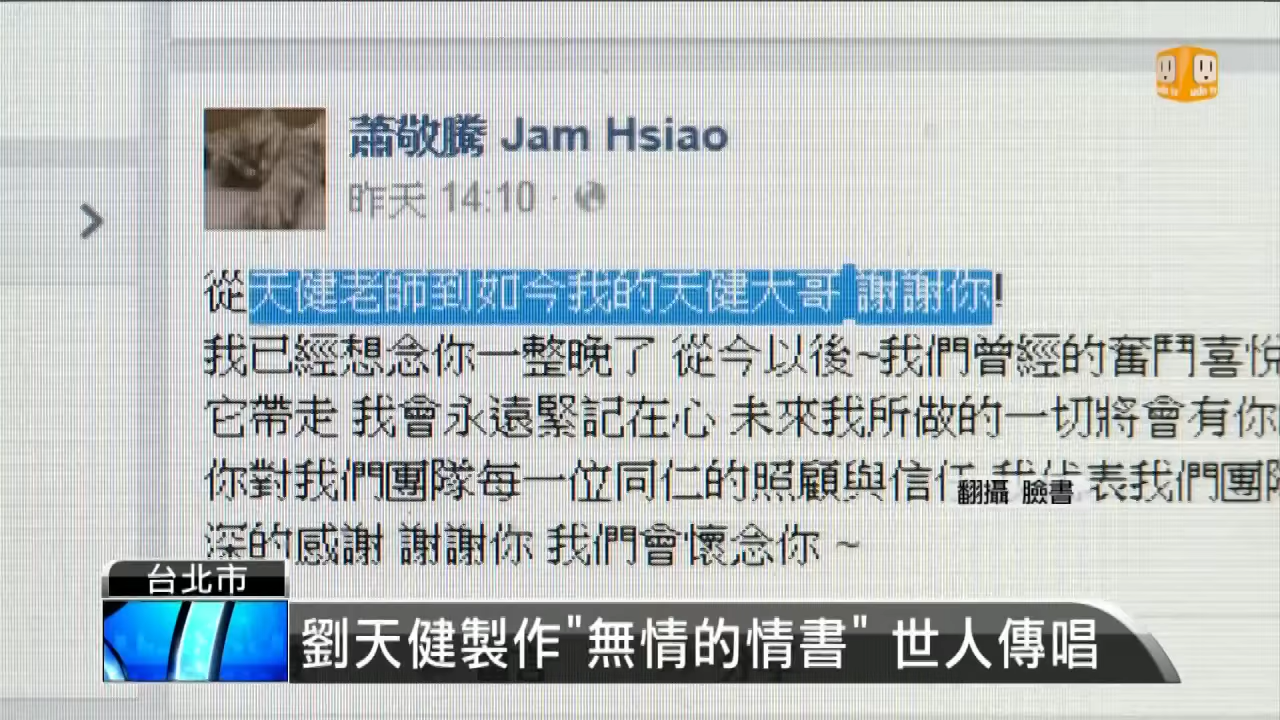 蕭敬騰 Jam Hsiao
昨天 14:10
從天健老師到如今我的天健大哥 謝謝你!
我已經想念你一整晚了 從今以後~我們曾經的奮鬥喜悅
它帶走 我會永遠緊記在心 未來我所做的一切將會有你
你對我們團隊每一位同仁的照顧與信任 我代表我們團隊
翻攝 臉書
深的感謝 謝謝你 我們會懷念你 ~
台北市
劉天健製作"無情的情書" 世人傳唱